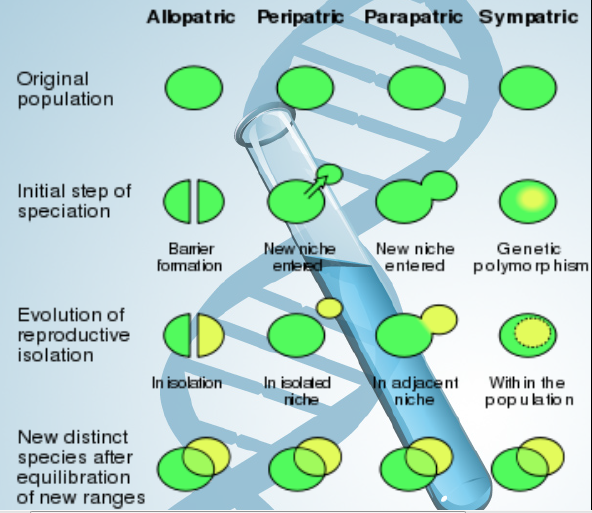 Allopatric Peripatric Parapatric Sympatric
Original
population
Initial step of
speciation
Barrier
formation
New niche
entered
New niche
entered
Genetic
polymorphism
Evolution of
reproductive
isolation
In isolation
In isolated
niche
In adjacent
niche
Within the
population
New distinct
species after
equilibration
of new ranges